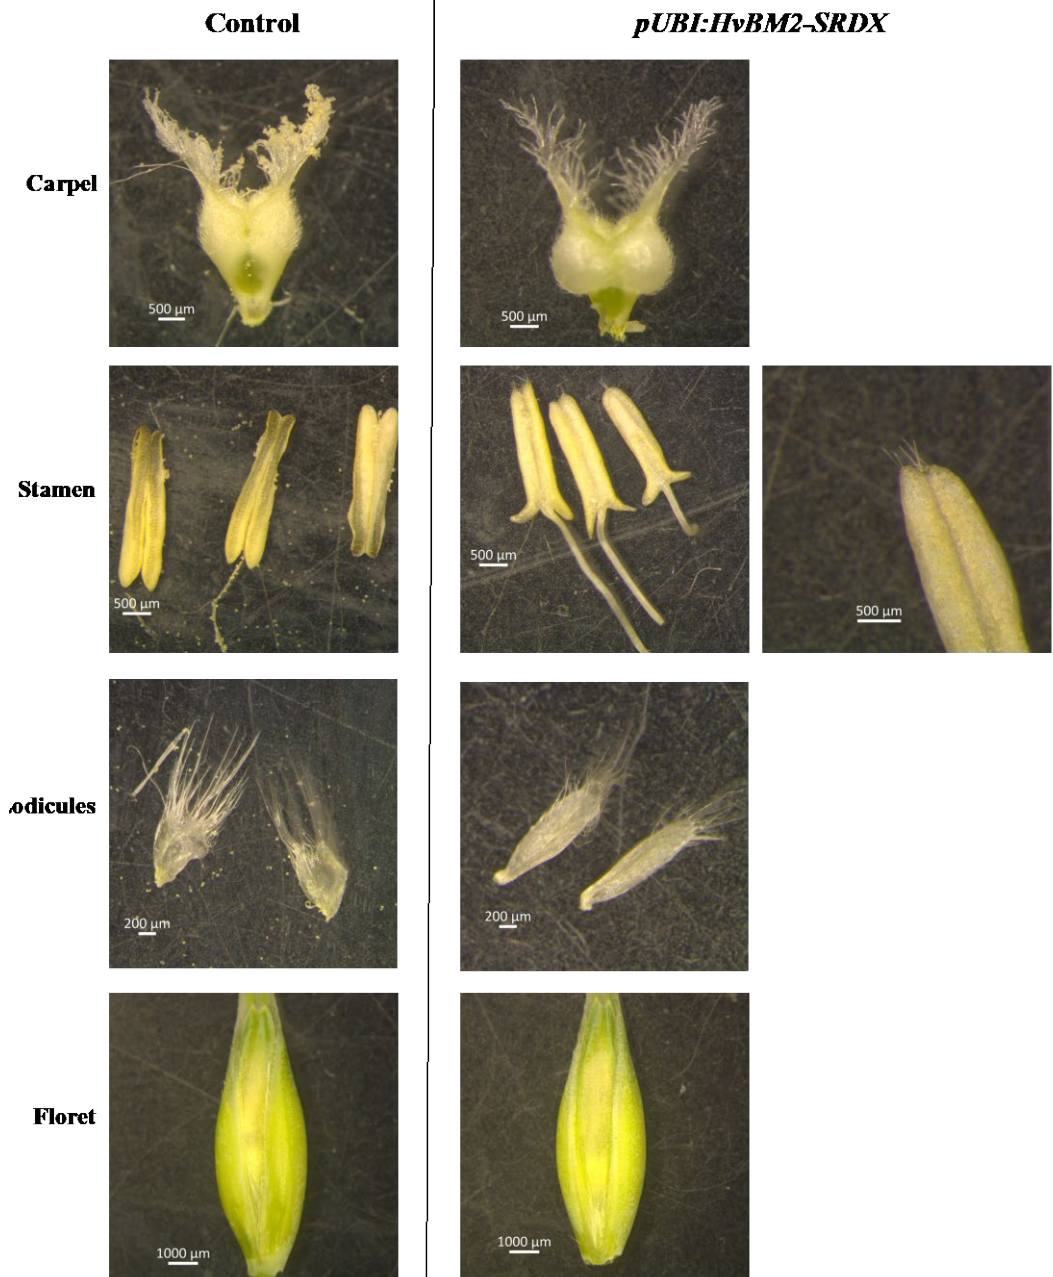 Control
pUBI:HvBM2-SRDX
Carpel
500 µm
500 µm
Stamen
500 µm
500 µm
500 µm
odicules
200 µm
200 µm
Floret
1000 µm
1000 µm